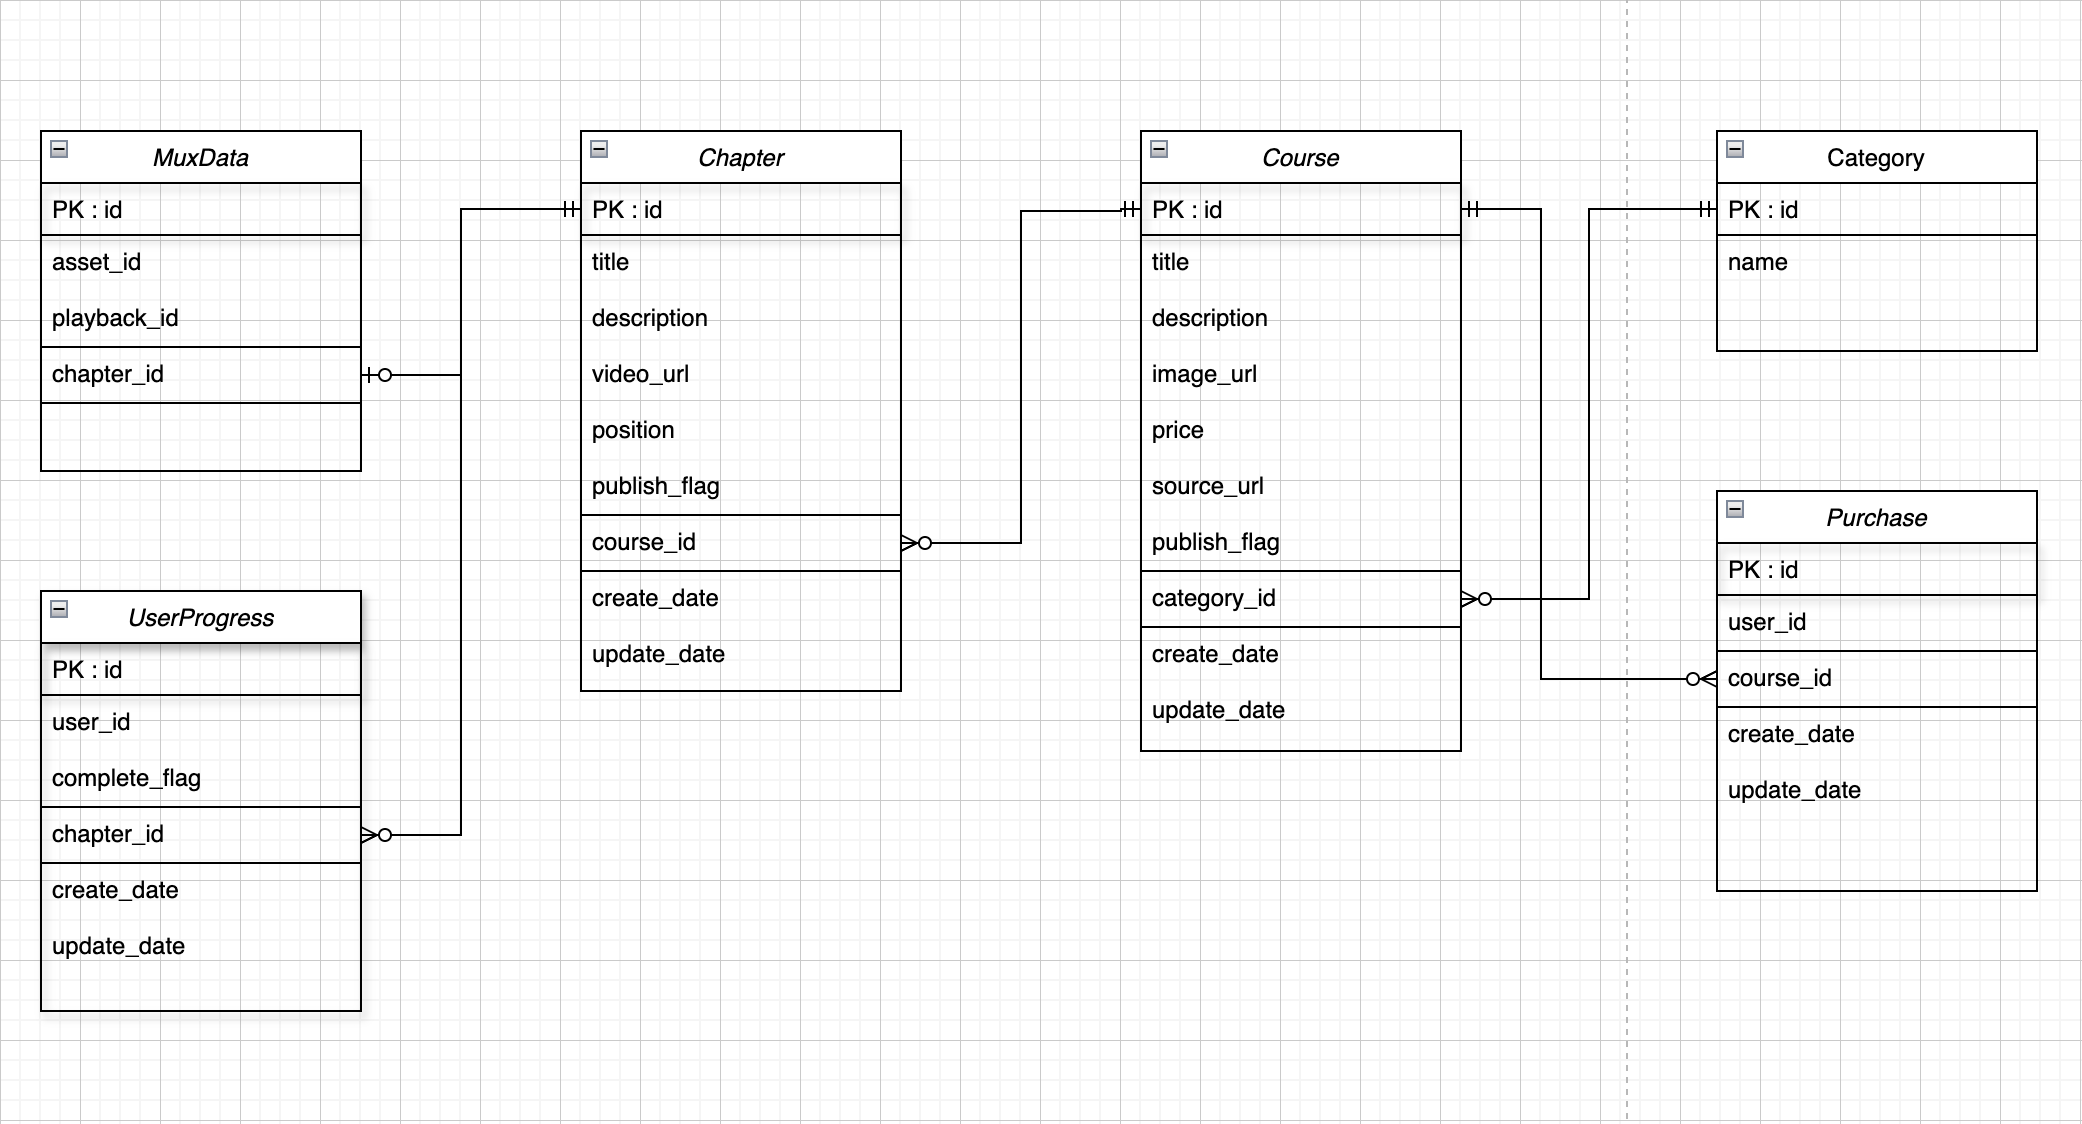 MuxData
PK : id
asset_id
playback_id
chapter_id
UserProgress
PK : id
user_id
complete_flag
chapter_id
create_date
update_date
Chapter
PK : id
title
description
video_url
position
publish_flag
course_id
create_date
update_date
Course
PK : id
title
description
image_url
price
source_url
publish_flag
category_id
create_date
update_date
Category
PK : id
name
Purchase
PK : id
user_id
course_id
create_date
update_date